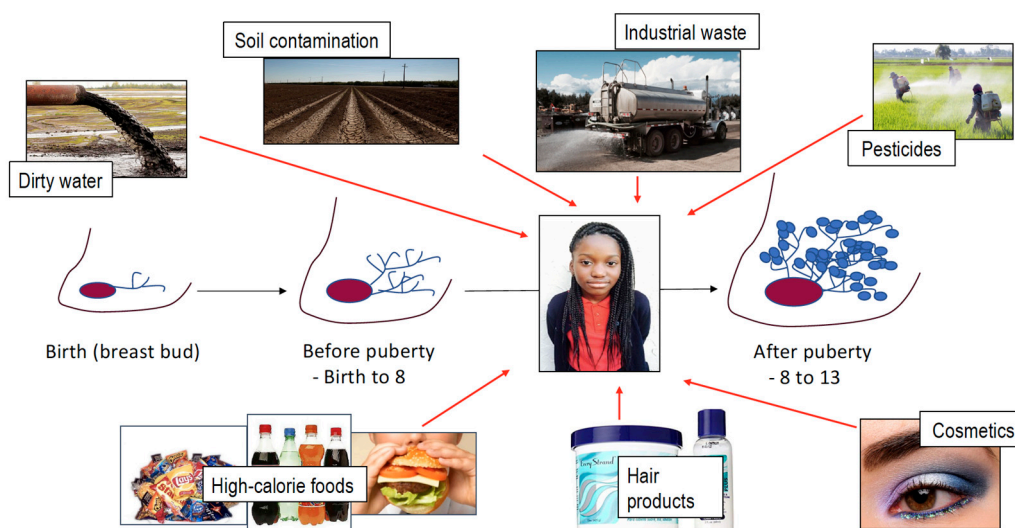 Soil contamination
Industrial waste
Dirty water
Pesticides
Birth (breast bud)
Before puberty
- Birth to 8
After puberty
- 8 to 13
High-calorie foods
Lay's
Hair
products
Cosmetics